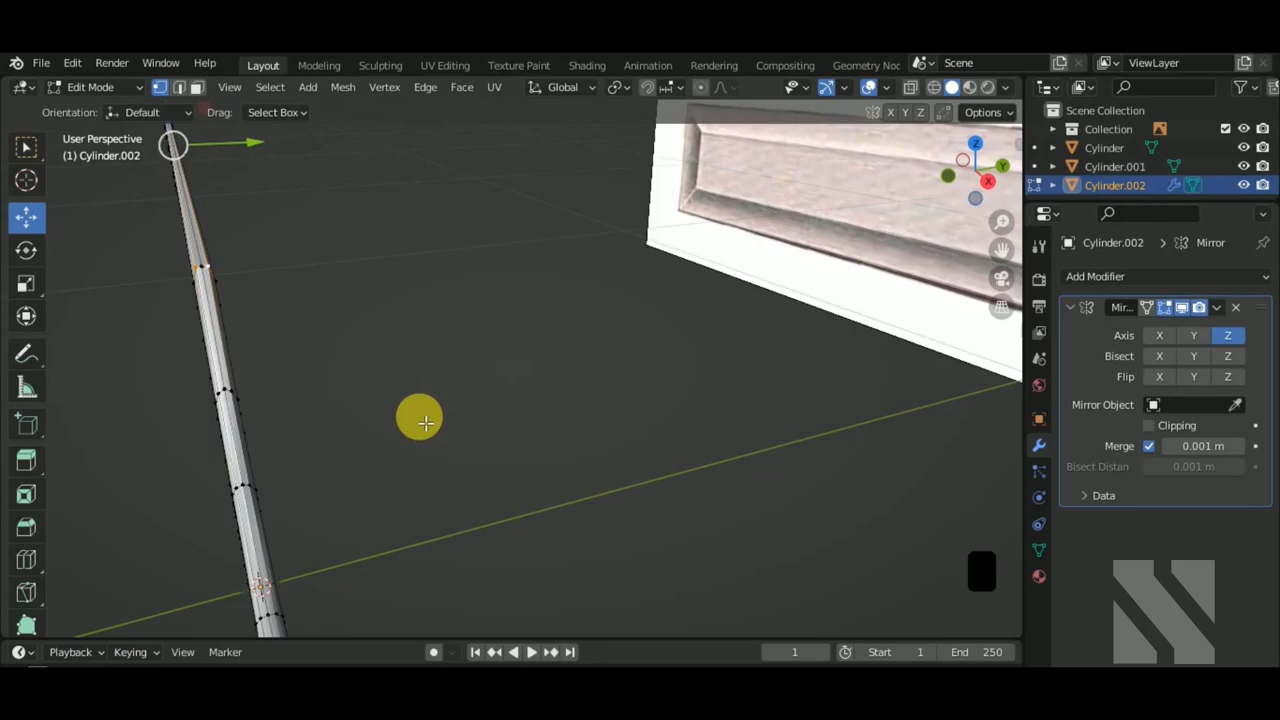 File Edit Render Window Help Layout Modeling Sculpting UV Editing Texture Paint Shading Animation Rendering Compositing Geometry Noc Scene ViewLayer
Edit Mode View Select Add Mesh Vertex Edge Face UV Global
Orientation: Default Drag: Select Box X Y Z Options
User Perspective
(1) Cylinder.002
Z
Y
X
Scene Collection
Collection
Cylinder
Cylinder.001
Cylinder.002
Cylinder.002 Mirror
Add Modifier
Mir...
Axis X Y Z
Bisect X Y Z
Flip X Y Z
Mirror Object
Clipping
Merge 0.001 m
Bisect Distan 0.001 m
Data
Playback Keying View Marker 1 Start 1 End 250